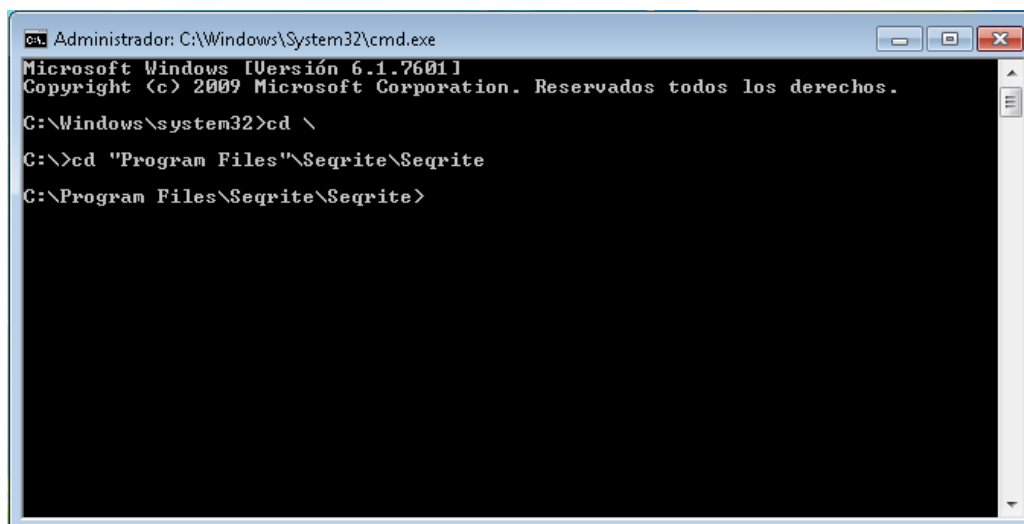 Administrador: C:\Windows\System32\cmd.exe
Microsoft Windows [Versión 6.1.7601]
Copyright (c) 2009 Microsoft Corporation. Reservados todos los derechos.
C:\Windows\system32>cd \
C:\>cd "Program Files"\Seqrite\Seqrite
C:\Program Files\Seqrite\Seqrite>